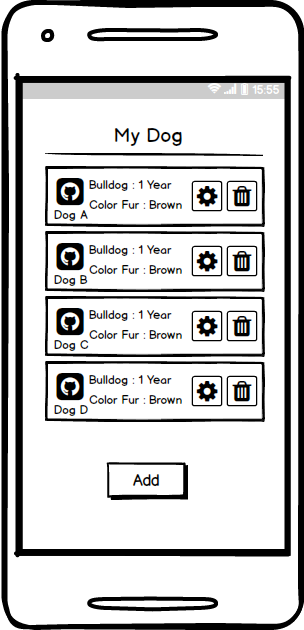 15:55
My Dog
Bulldog : 1 Year
Color Fur : Brown
Dog A
Bulldog : 1 Year
Color Fur : Brown
Dog B
Bulldog : 1 Year
Color Fur : Brown
Dog C
Bulldog : 1 Year
Color Fur : Brown
Dog D
Add